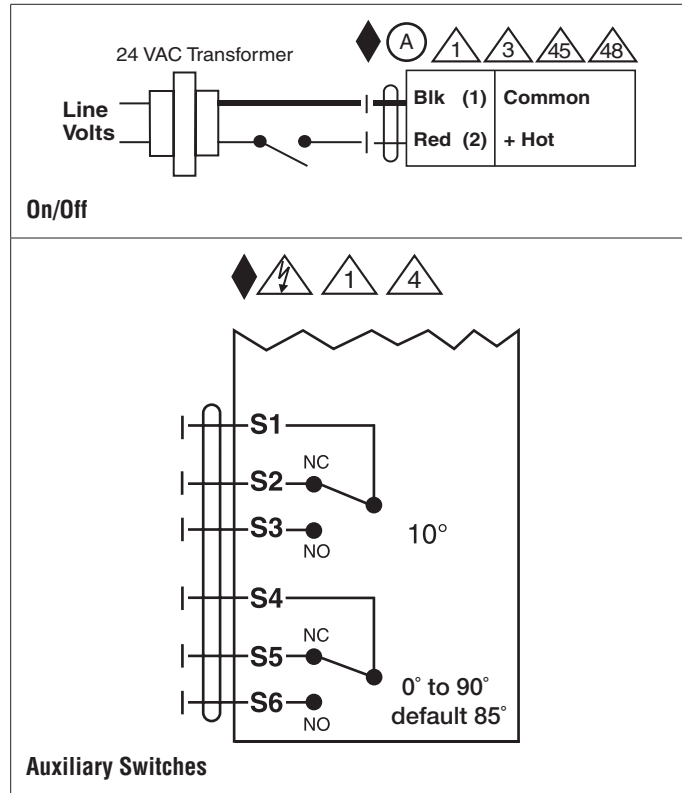 24 VAC Transformer
A 1 3 45 48
Line
Volts
Blk (1) Common
Red (2) + Hot
On/Off
1 4
S1
NC
S2
S3
NO
10°
S4
NC
S5
S6
NO
0° to 90°
default 85°
Auxiliary Switches